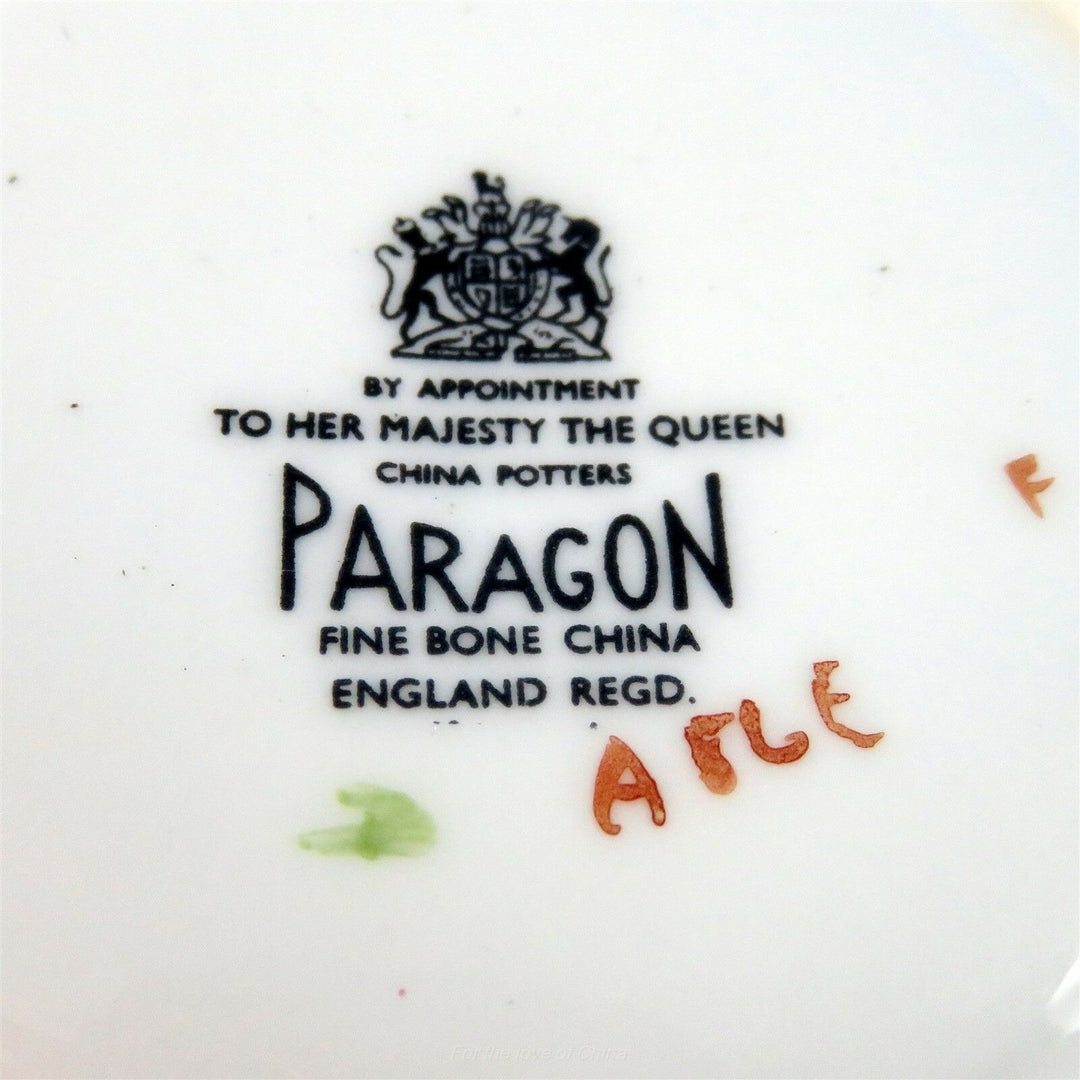 BY APPOINTMENT
TO HER MAJESTY THE QUEEN
CHINA POTTERS
PARAGON
FINE BONE CHINA
ENGLAND REGD.
F
For the love of China